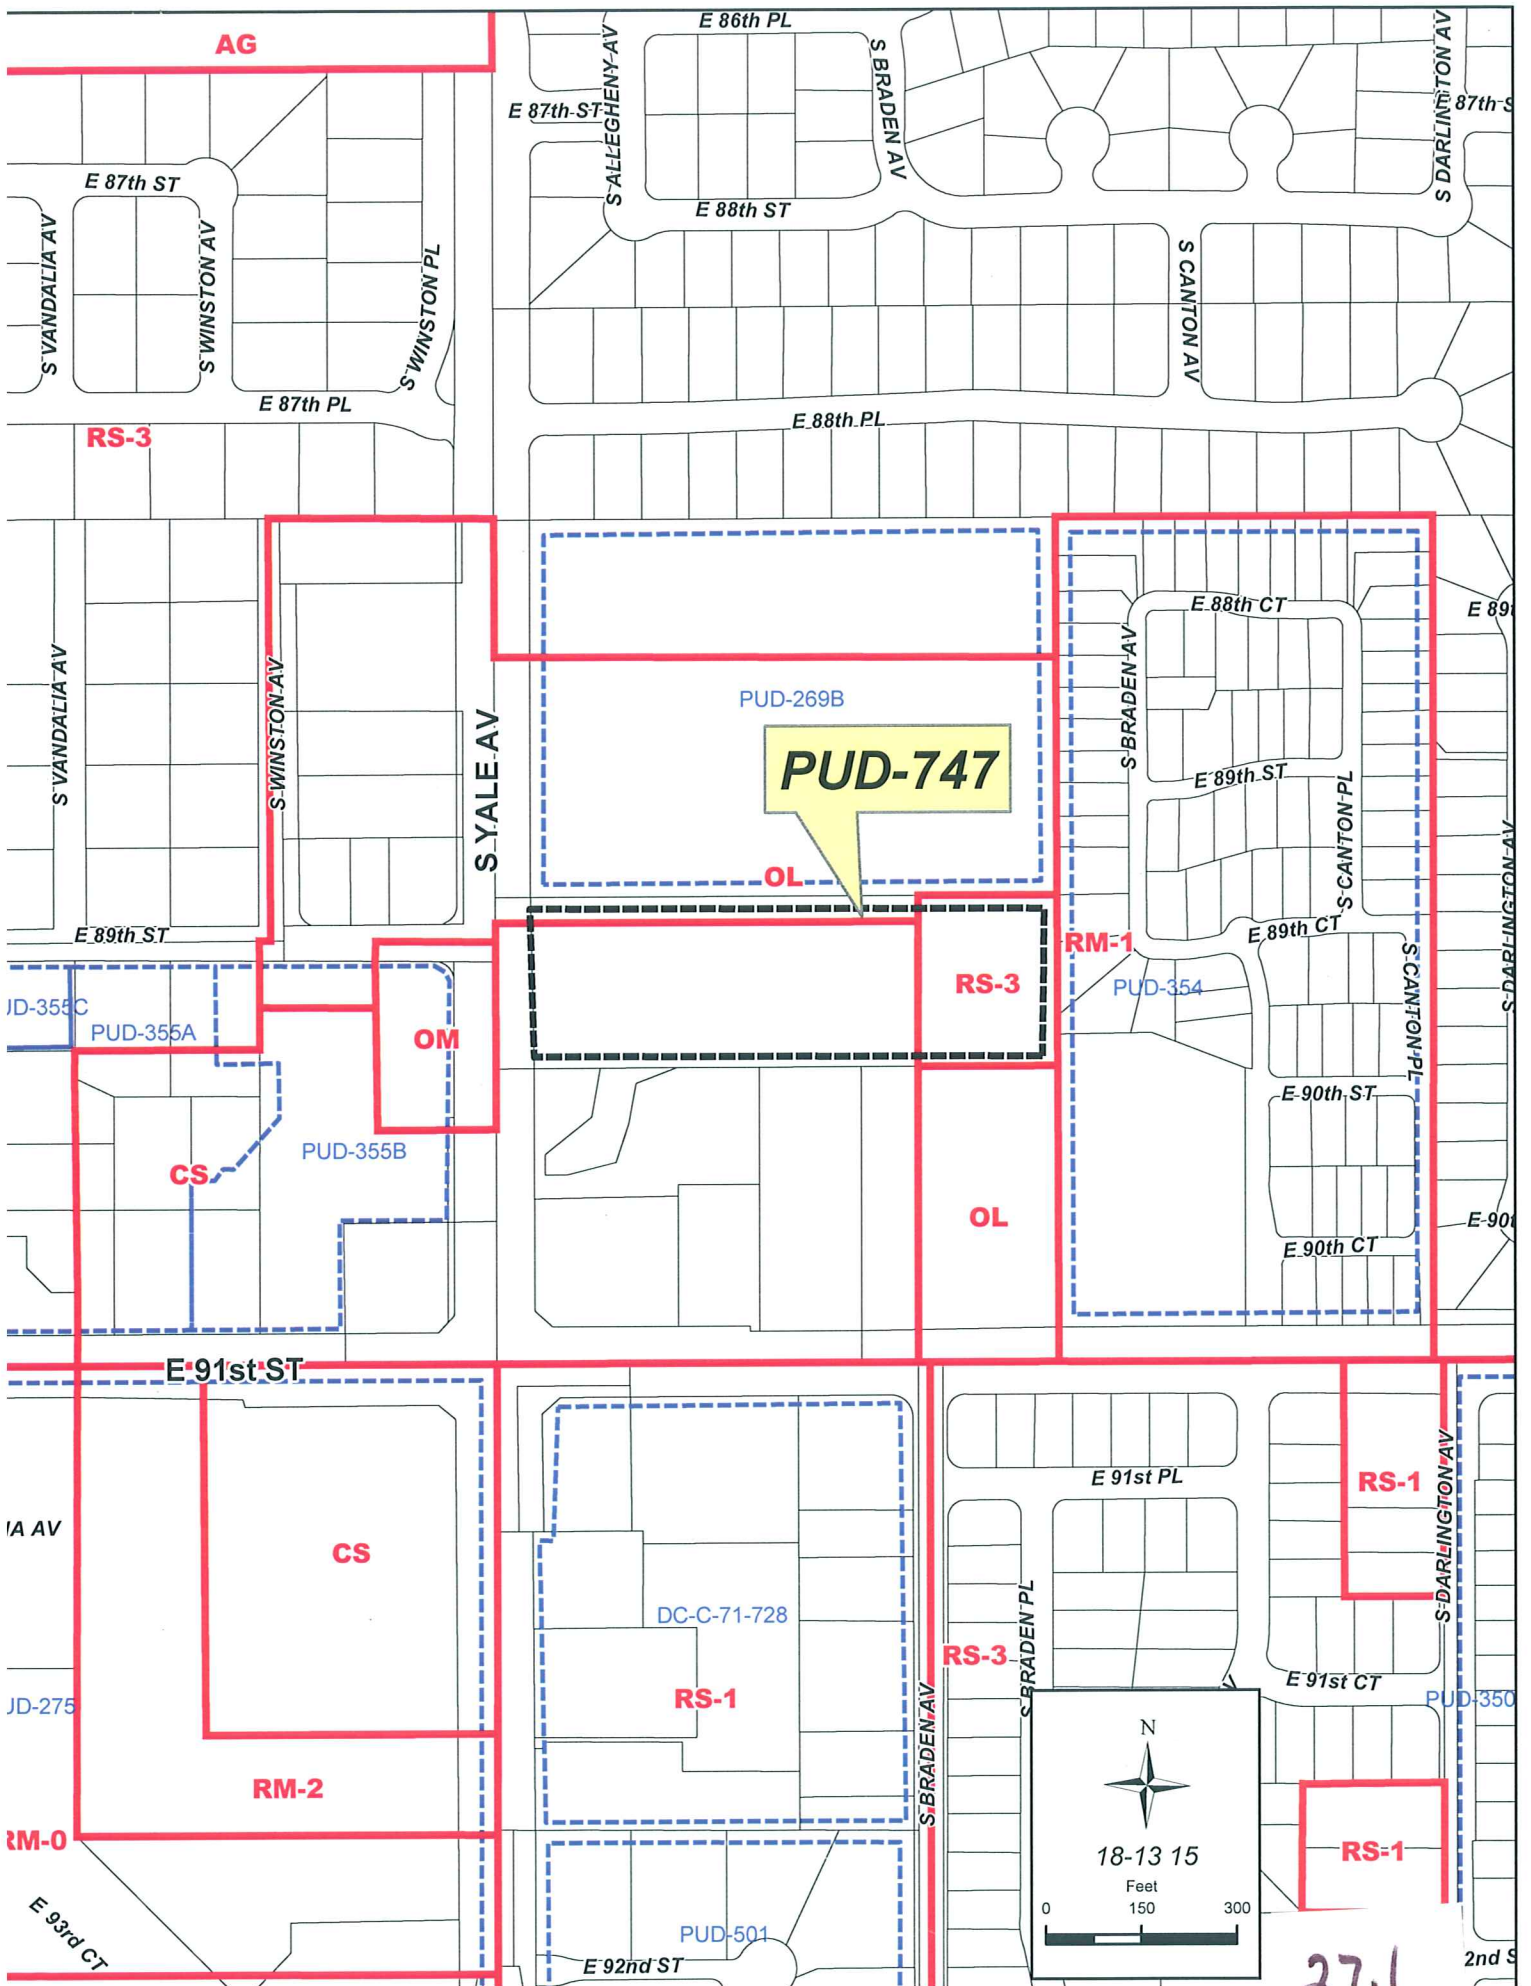 AG
E 86th PL
S ALLEGHENY AV
S BRADEN AV
S DARLINGTON AV
E 87th ST
E 87th S
E 87th ST
E 88th ST
S VANDALIA AV
S WINSTON AV
S WINSTON PL
S CANTON AV
E 87th PL
E 88th PL
RS-3
E 88th CT
E 89t
S VANDALIA AV
S WINSTON AV
S YALE AV
S BRADEN AV
PUD-269B
PUD-747
E 89th ST
S CANTON PL
S DARLINGTON AV
OL
E 89th ST
E 89th CT
RM-1
S CANTON PL
RS-3
PUD-354
UD-355C
PUD-355A
OM
E 90th ST
PUD-355B
CS
OL
E 90t
E 90th CT
E 91st ST
E 91st PL
RS-1
S DARLINGTON AV
IA AV
CS
DC-C-71-728
S BRADEN PL
RS-3
E 91st CT
RS-1
UD-275
PUD-350
S BRADEN AV
V
N
RM-2
RM-0
18-13 15
RS-1
Feet
0 150 300
E 93rd CT
PUD-501
E 92nd ST
2nd S
27.1